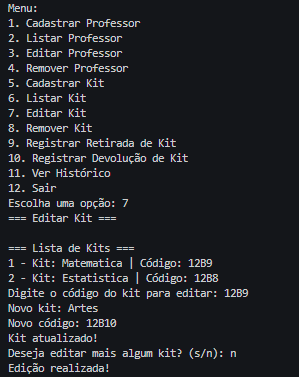 Menu:
1. Cadastrar Professor
2. Listar Professor
3. Editar Professor
4. Remover Professor
5. Cadastrar Kit
6. Listar Kit
7. Editar Kit
8. Remover Kit
9. Registrar Retirada de Kit
10. Registrar Devolução de Kit
11. Ver Histórico
12. Sair
Escolha uma opção: 7
=== Editar Kit ===
=== Lista de Kits ===
1 - Kit: Matematica | Código: 12B9
2 - Kit: Estatistica | Código: 12B8
Digite o código do kit para editar: 12B9
Novo kit: Artes
Novo código: 12B10
Kit atualizado!
Deseja editar mais algum kit? (s/n): n
Edição realizada!